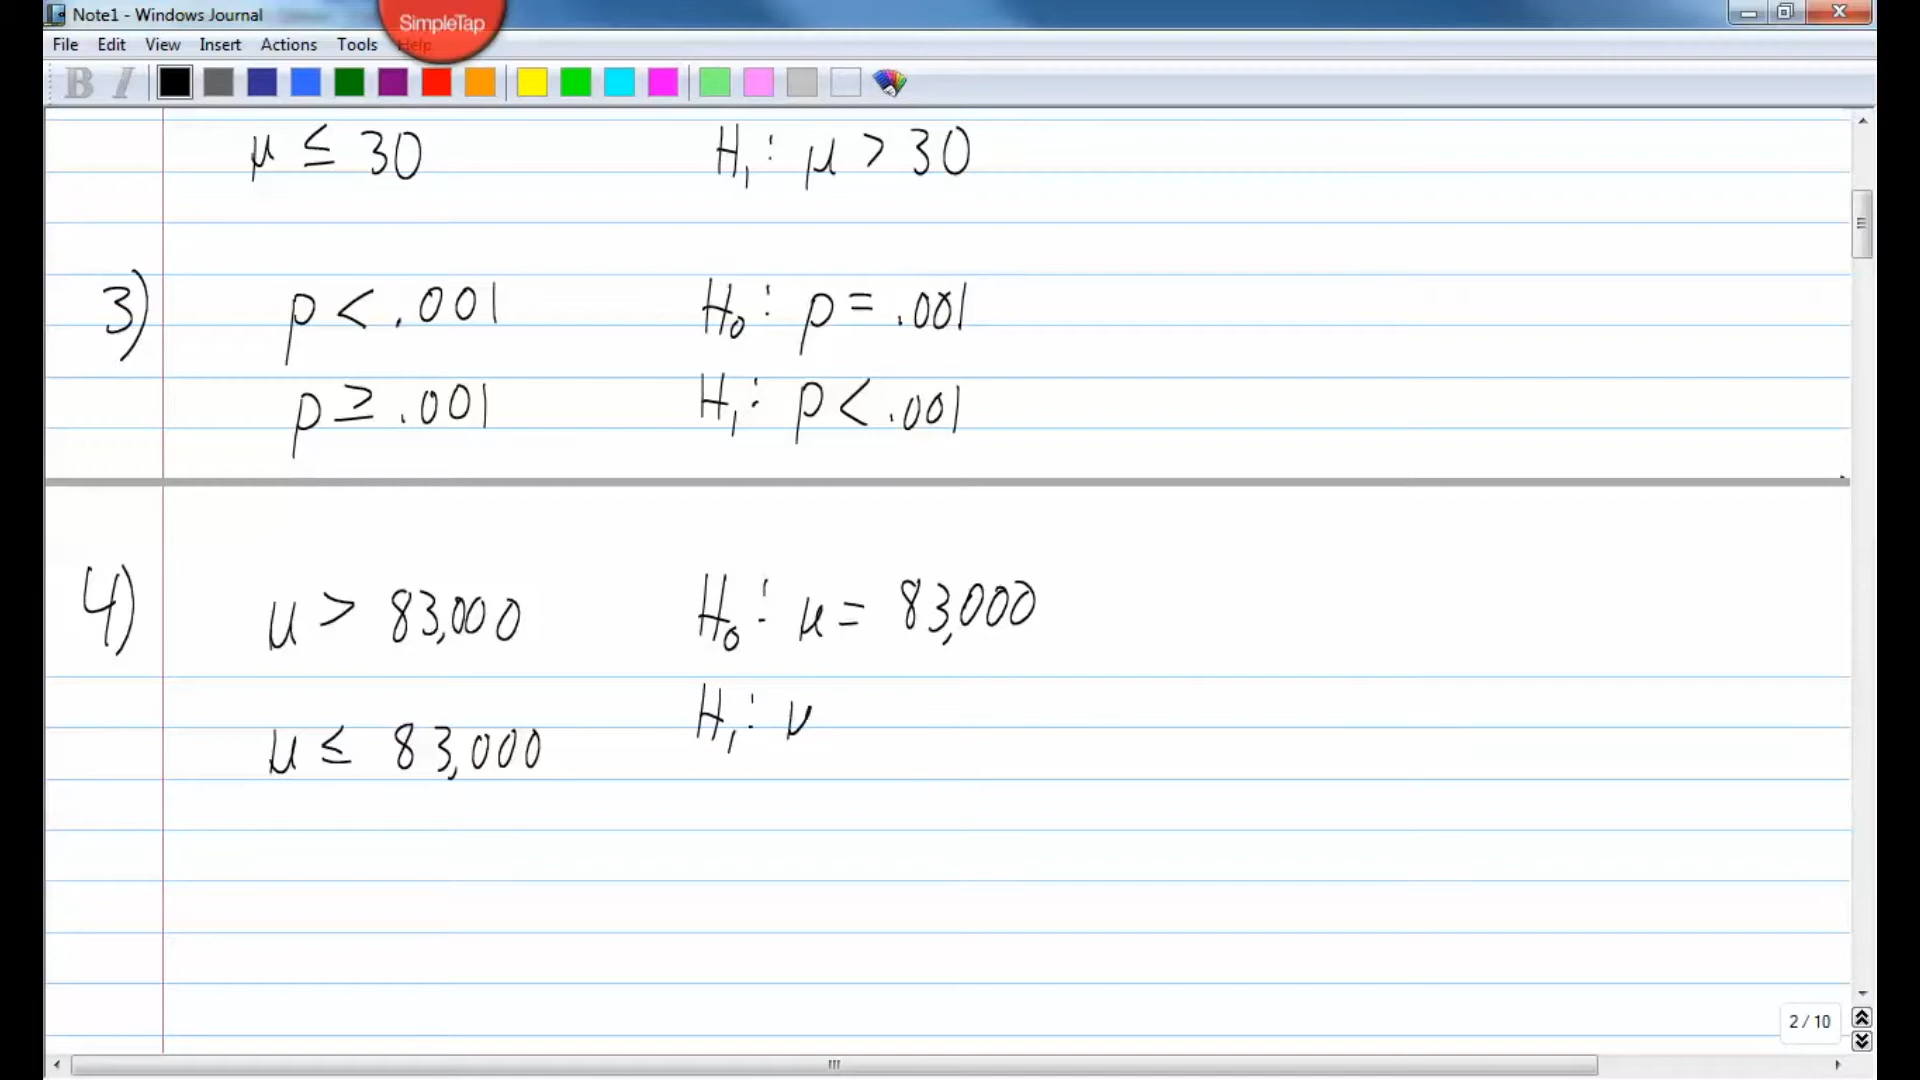 Note1 - Windows Journal
SimpleTap
File Edit View Insert Actions Tools Help
B I
μ ≤ 30 H₁: μ > 30
3) p < .001 H₀: p = .001
p ≥ .001 H₁: p < .001
4) μ > 83,000 H₀: μ = 83,000
μ ≤ 83,000 H₁: μ
2 / 10